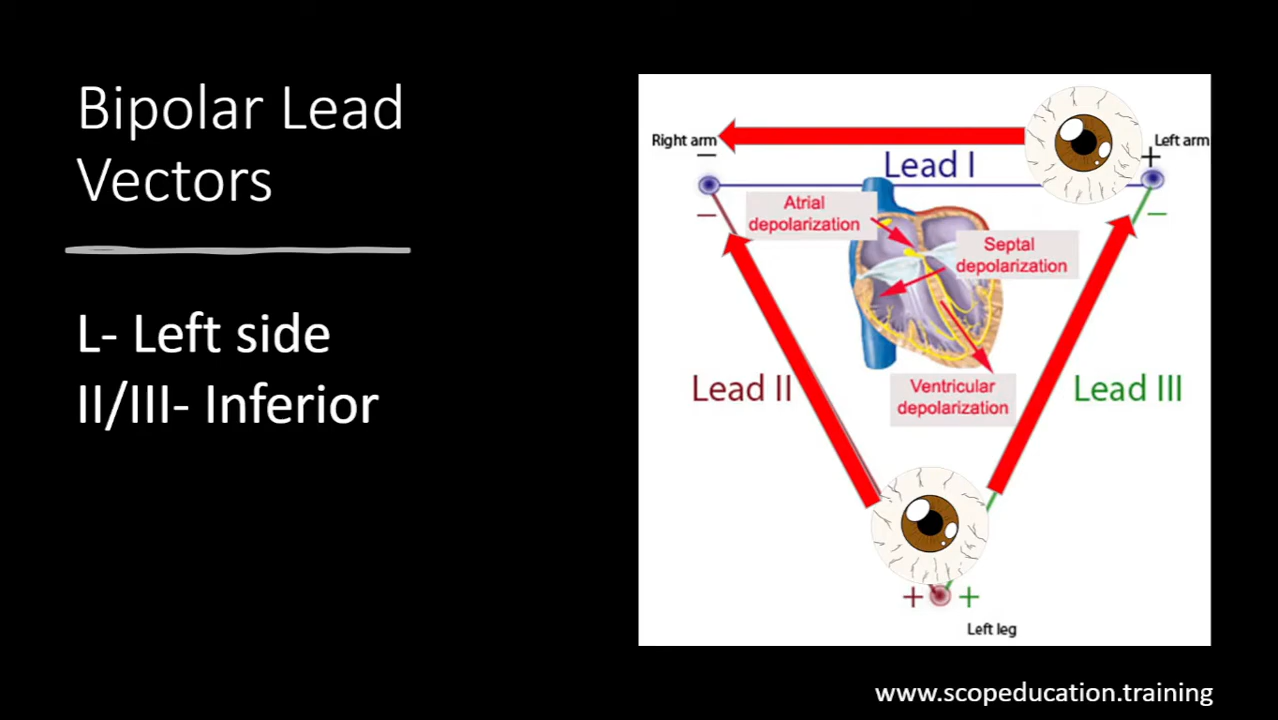 Bipolar Lead
Vectors
L- Left side
II/III- Inferior
Right arm
Left arm
−
+
Lead I
−
−
Atrial
depolarization
Septal
depolarization
Lead II
Lead III
Ventricular
depolarization
+
+
Left leg
www.scopeducation.training